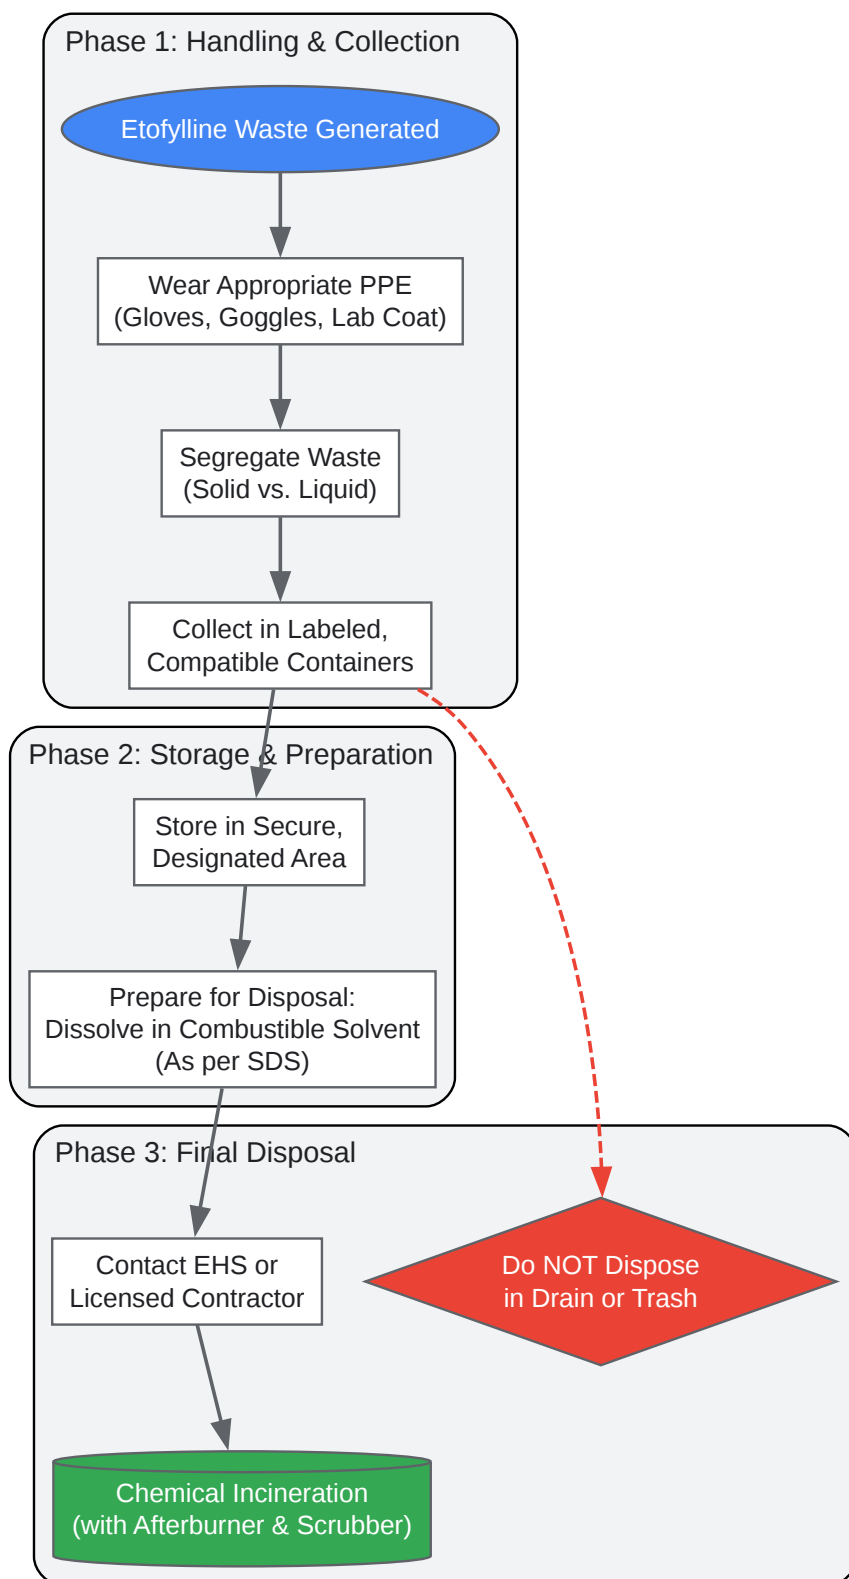 Phase 1: Handling & Collection
Etofylline Waste Generated
Wear Appropriate PPE
(Gloves, Goggles, Lab Coat)
Segregate Waste
(Solid vs. Liquid)
Collect in Labeled,
Compatible Containers
Phase 2: Storage & Preparation
Store in Secure,
Designated Area
Prepare for Disposal:
Dissolve in Combustible Solvent
(As per SDS)
Phase 3: Final Disposal
Contact EHS or
Licensed Contractor
Do NOT Dispose
in Drain or Trash
Chemical Incineration
(with Afterburner & Scrubber)